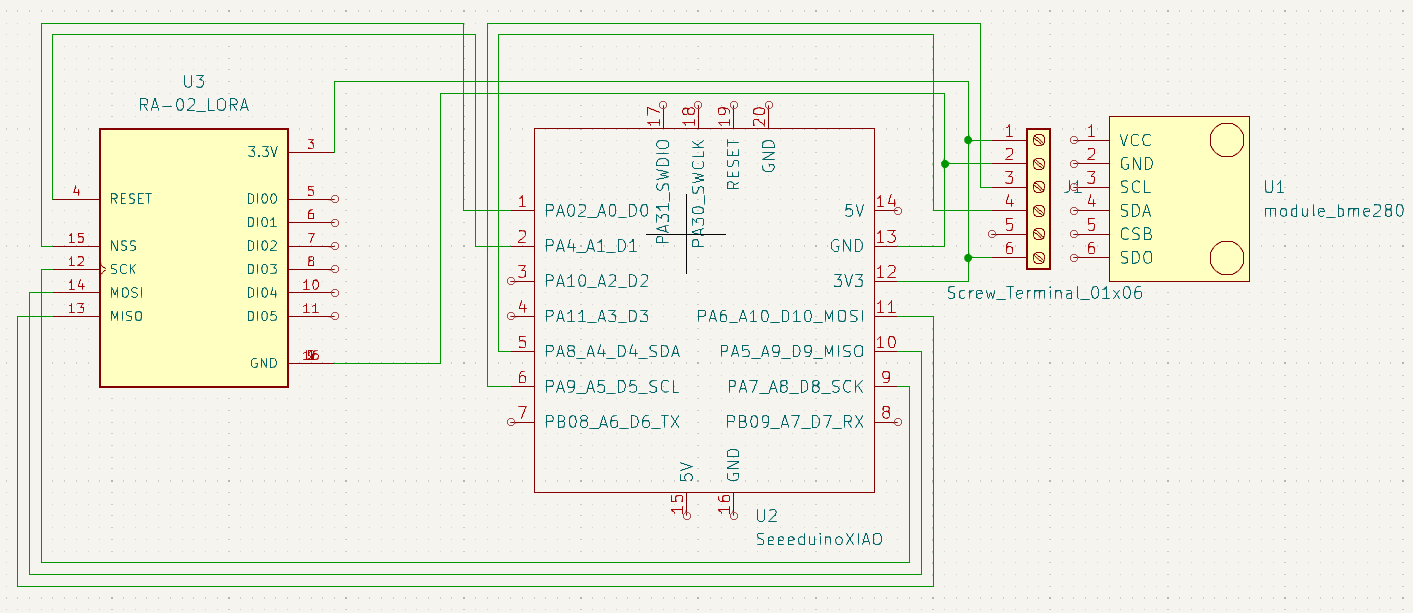 U3
RA-02_LORA
3.3V 3
4 RESET
DIO0 5
DIO1 6
15 NSS
DIO2 7
12 SCK
DIO3 8
14 MOSI
DIO4 10
13 MISO
DIO5 11
GND
17 18 19 20
PA31_SWDIO
PA30_SWCLK
RESET
GND
1 PA02_A0_D0
5V 14
2 PA4_A1_D1
GND 13
3 PA10_A2_D2
3V3 12
4 PA11_A3_D3
PA6_A10_D10_MOSI 11
5 PA8_A4_D4_SDA
PA5_A9_D9_MISO 10
6 PA9_A5_D5_SCL
PA7_A8_D8_SCK 9
7 PB08_A6_D6_TX
PB09_A7_D7_RX 8
5V
GND
15 16
U2
SeeeduinoXIAO
1
2
3
4
5
6
J1
Screw_Terminal_01x06
1 VCC
2 GND
3 SCL
4 SDA
5 CSB
6 SDO
U1
module_bme280